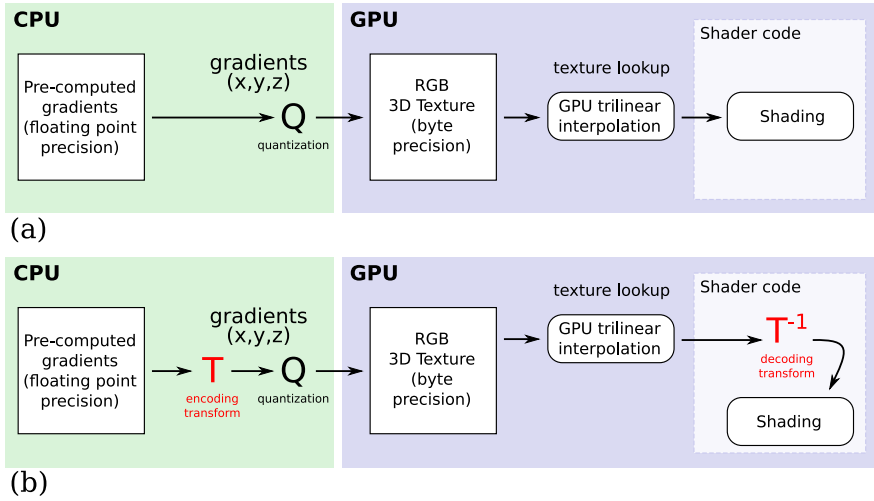 CPU
GPU
Pre-computed
gradients
(floating point
precision)
gradients
(x,y,z)
Q
quantization
RGB
3D Texture
(byte
precision)
texture lookup
GPU trilinear
interpolation
Shader code
Shading
(a)
CPU
GPU
Pre-computed
gradients
(floating point
precision)
T
encoding
transform
gradients
(x,y,z)
Q
quantization
RGB
3D Texture
(byte
precision)
texture lookup
GPU trilinear
interpolation
Shader code
T-1
decoding
transform
Shading
(b)